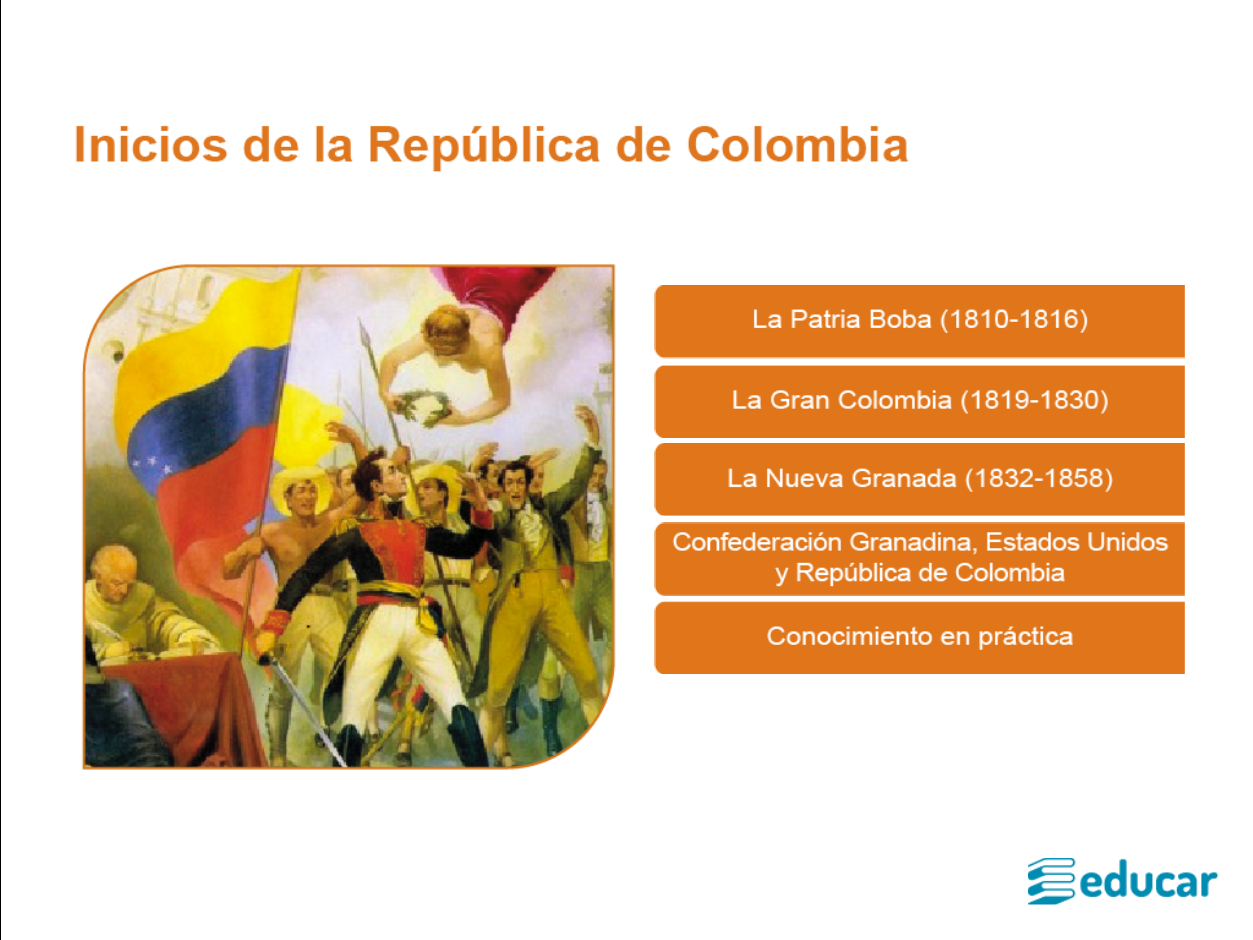 Inicios de la República de Colombia
La Patria Boba (1810-1816)
La Gran Colombia (1819-1830)
La Nueva Granada (1832-1858)
Confederación Granadina, Estados Unidos
y República de Colombia
Conocimiento en práctica
educar